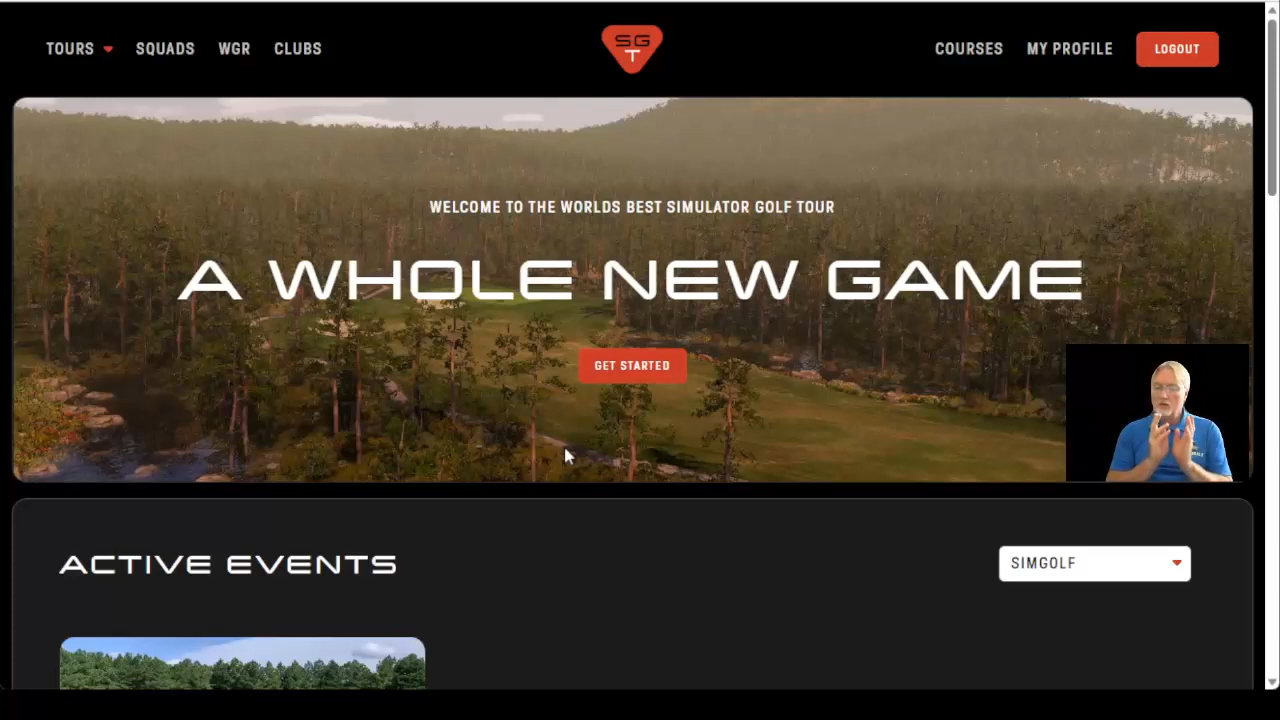 TOURS
SQUADS
WGR
CLUBS
SGT
COURSES
MY PROFILE
LOGOUT
WELCOME TO THE WORLDS BEST SIMULATOR GOLF TOUR
A WHOLE NEW GAME
GET STARTED
ACTIVE EVENTS
SIMGOLF